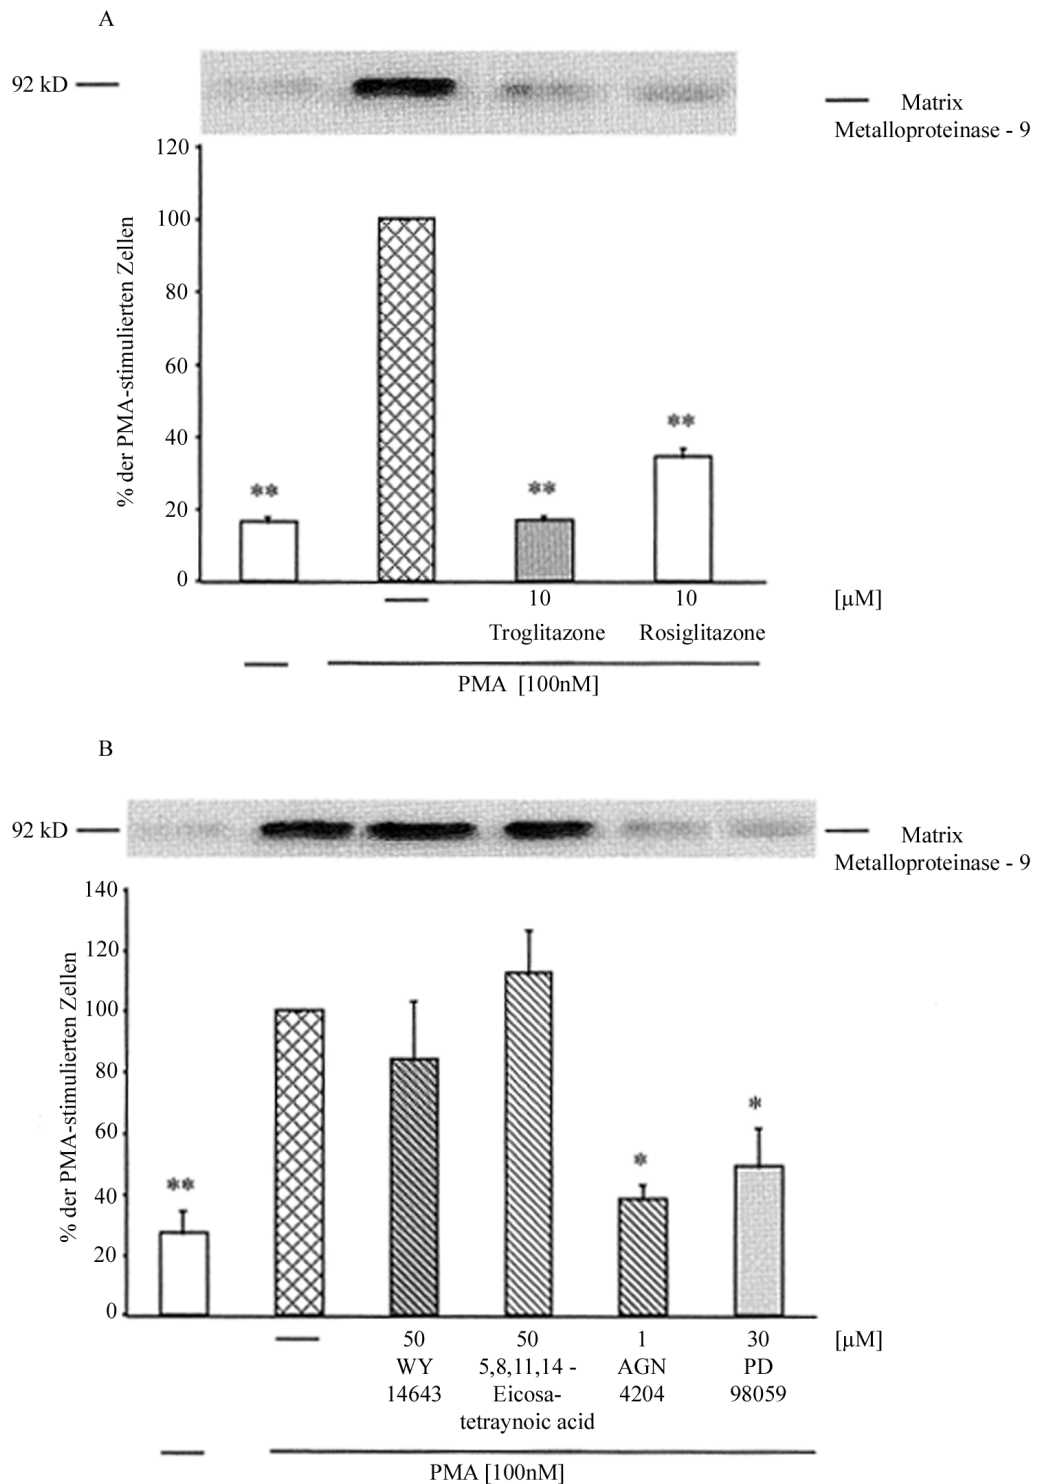 A
92 kD
Matrix
Metalloproteinase - 9
120
100
80
60
40
20
0
% der PMA-stimulierten Zellen
**
**
**
10
10
[µM]
Troglitazone
Rosiglitazone
PMA [100nM]
B
92 kD
Matrix
Metalloproteinase - 9
140
120
100
80
60
40
20
0
% der PMA-stimulierten Zellen
**
*
*
50
50
1
30
[µM]
WY
5,8,11,14 -
AGN
PD
14643
Eicosa-
4204
98059
tetraynoic acid
PMA [100nM]